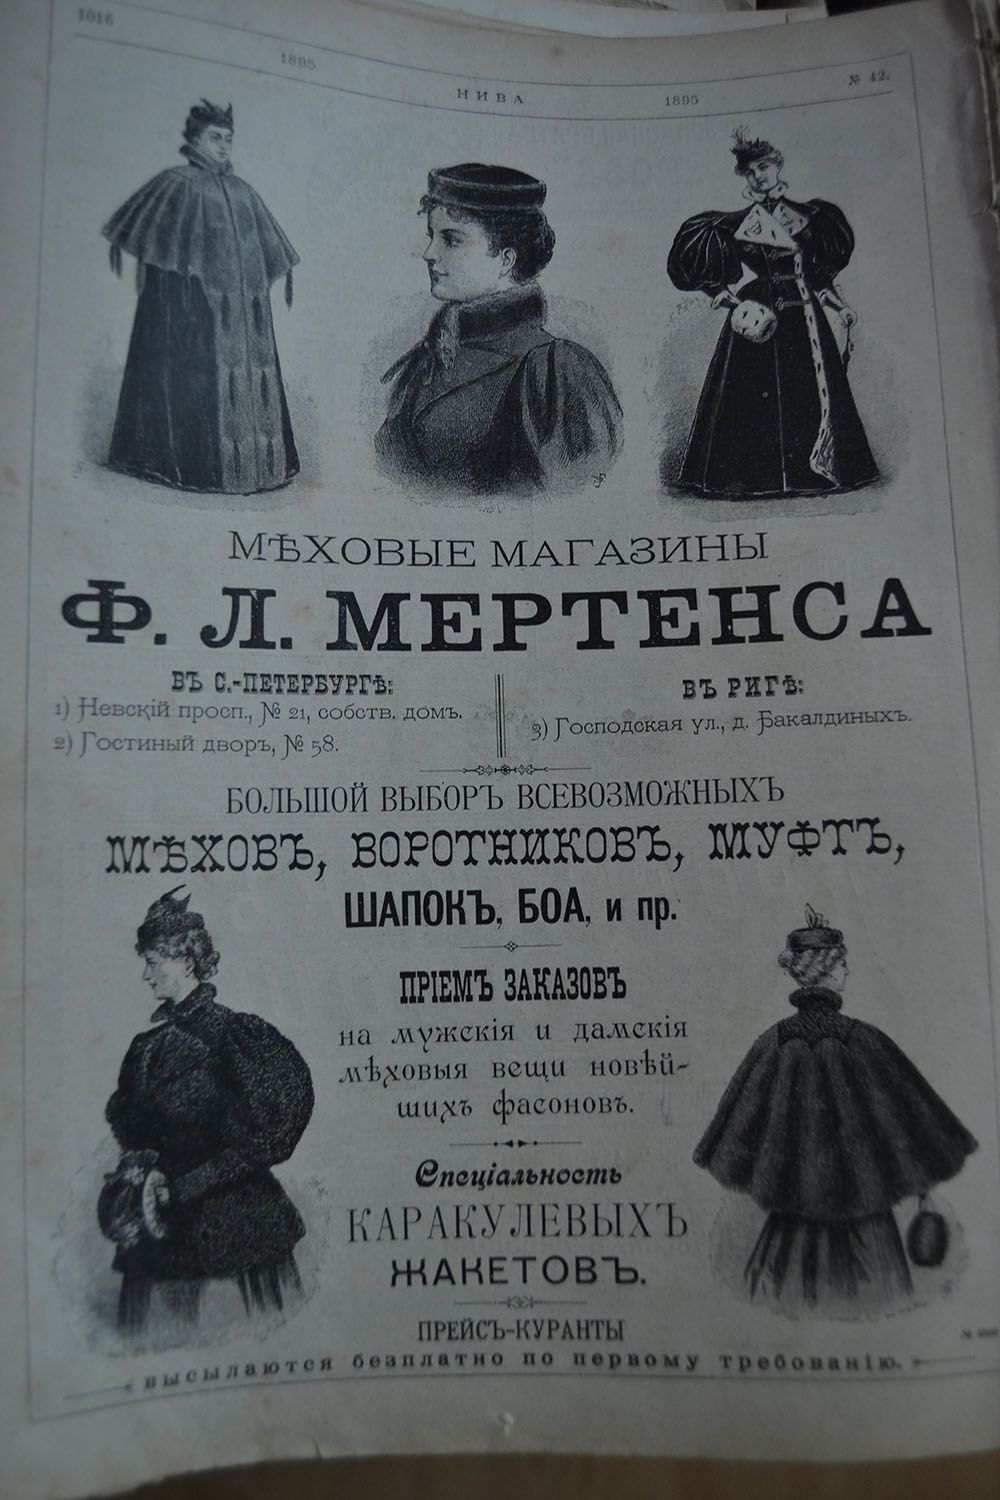 1016
1895
НИВА
1895
№ 42.
МѢХОВЫЕ МАГАЗИНЫ
Ф. Л. МЕРТЕНСА
ВЪ С.-ПЕТЕРБУРГѢ:
1) Невскій просп., № 21, собств. домъ.
2) Гостиный дворъ, № 58.
ВЪ РИГѢ:
3) Господская ул., д. Бакалдиныхъ.
БОЛЬШОЙ ВЫБОРЪ ВСЕВОЗМОЖНЫХЪ
МѢХОВЪ, ВОРОТНИКОВЪ, МУФТЪ,
ШАПОКЪ, БОА, и пр.
ПРІЕМЪ ЗАКАЗОВЪ
на мужскія и дамскія
мѣховыя вещи новѣй-
шихъ фасоновъ.
Спеціальность
КАРАКУЛЕВЫХЪ
ЖАКЕТОВЪ.
ПРЕЙСЪ-КУРАНТЫ
высылаются безплатно по первому требованію.